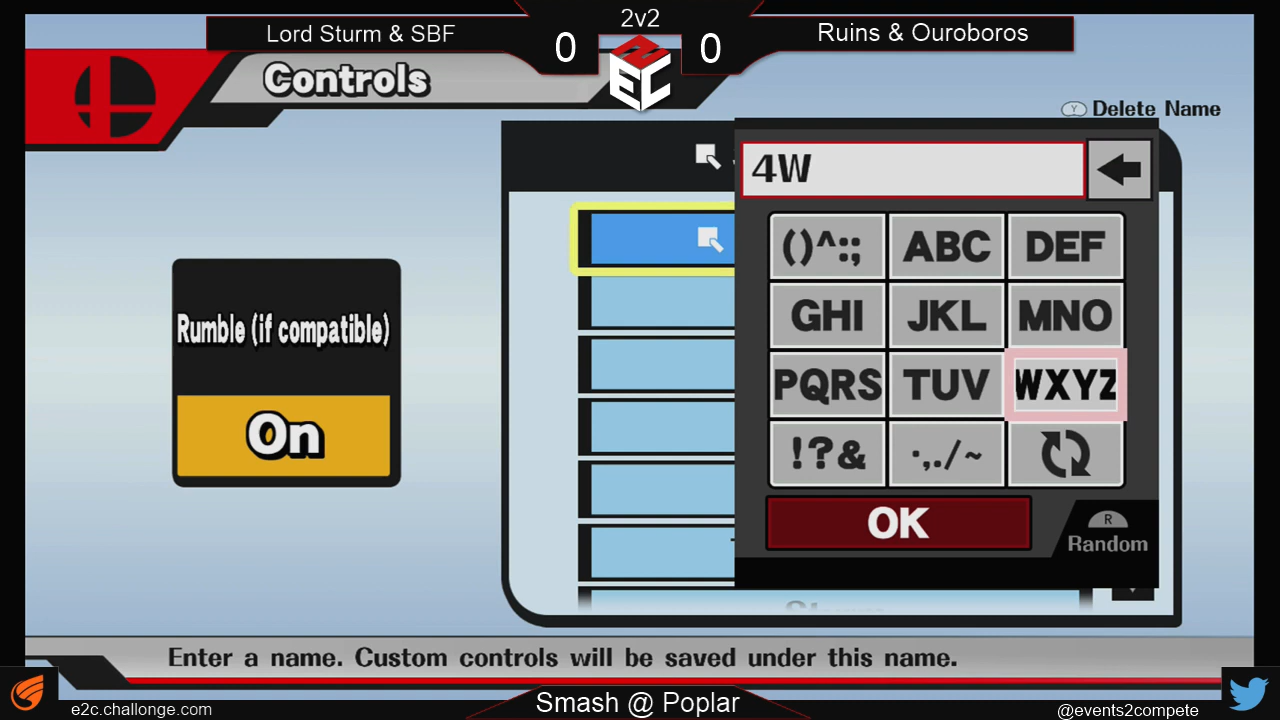 Lord Sturm & SBF
0
2v2
0
Ruins & Ouroboros
E2C
Controls
Y Delete Name
4W
()^:;
ABC
DEF
Rumble (if compatible)
On
GHI
JKL
MNO
PQRS
TUV
WXYZ
!?&
·,./~
OK
R
Random
Enter a name. Custom controls will be saved under this name.
e2c.challonge.com
Smash @ Poplar
@events2compete